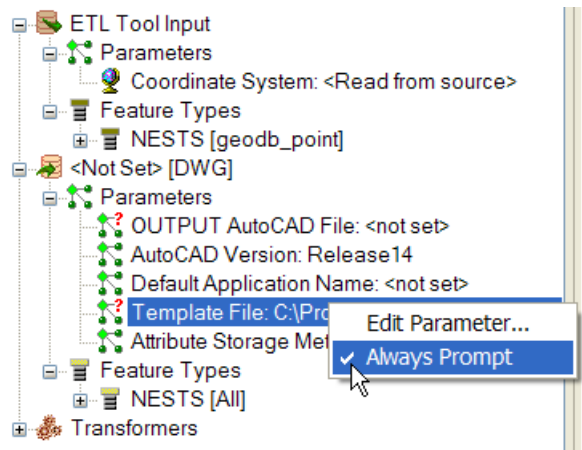 ETL Tool Input
Parameters
Coordinate System: <Read from source>
Feature Types
NESTS [geodb_point]
<Not Set> [DWG]
Parameters
OUTPUT AutoCAD File: <not set>
AutoCAD Version: Release14
Default Application Name: <not set>
Template File: C:\Pro
Edit Parameter...
Attribute Storage Met
Always Prompt
Feature Types
NESTS [All]
Transformers